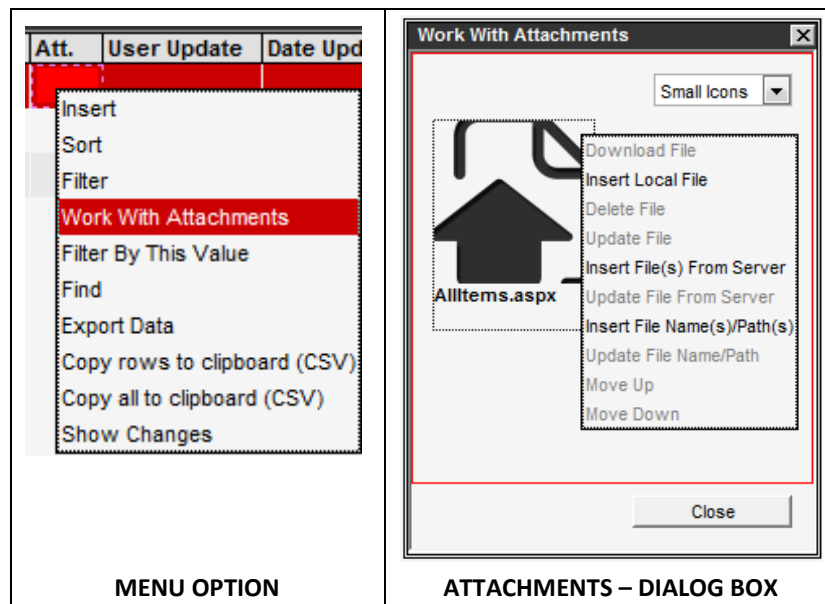 Att. User Update Date Upd
Insert
Sort
Filter
Work With Attachments
Filter By This Value
Find
Export Data
Copy rows to clipboard (CSV)
Copy all to clipboard (CSV)
Show Changes
MENU OPTION
Work With Attachments
Small Icons
AllItems.aspx
Download File
Insert Local File
Delete File
Update File
Insert File(s) From Server
Update File From Server
Insert File Name(s)/Path(s)
Update File Name/Path
Move Up
Move Down
Close
ATTACHMENTS – DIALOG BOX